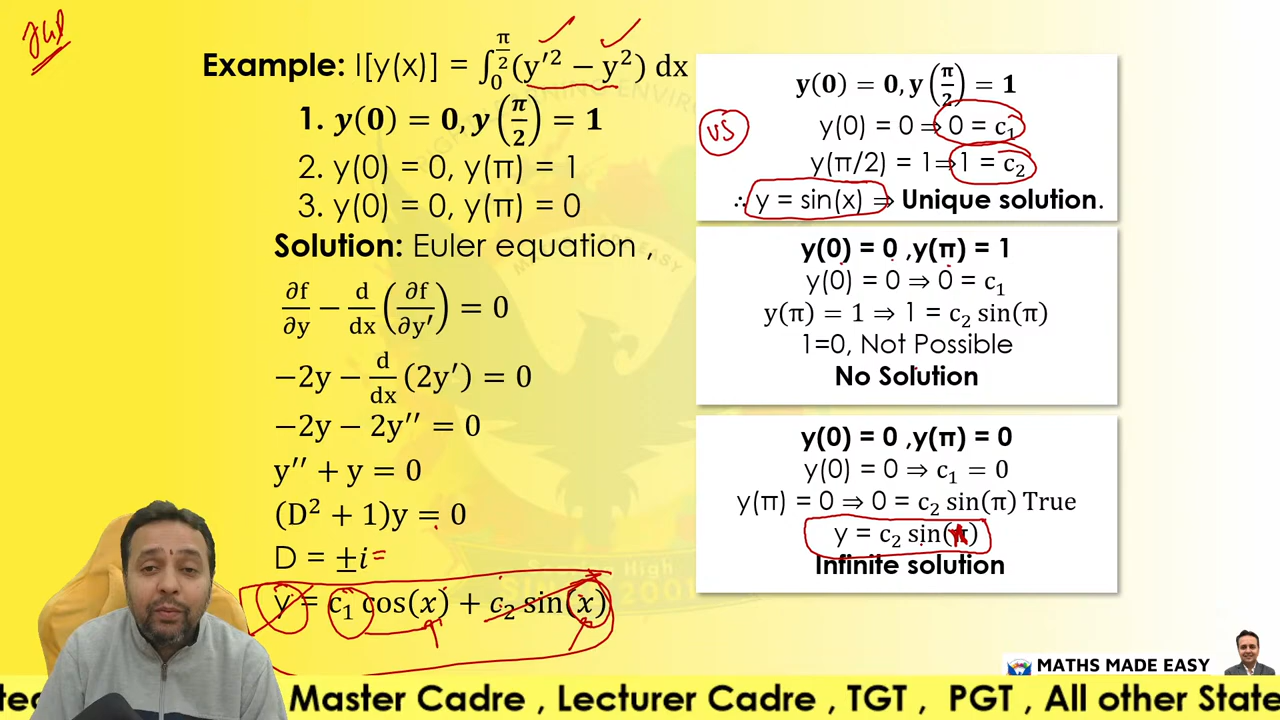 Example: I[y(x)] = ∫₀^(π/2) (y′² − y²) dx
1. y(0) = 0, y(π/2) = 1
2. y(0) = 0, y(π) = 1
3. y(0) = 0, y(π) = 0
Solution: Euler equation ,
∂f/∂y − d/dx (∂f/∂y′) = 0
−2y − d/dx (2y′) = 0
−2y − 2y′′ = 0
y′′ + y = 0
(D² + 1)y = 0
D = ±i =
y = c₁ cos(x) + c₂ sin(x)
y(0) = 0, y(π/2) = 1
VS
y(0) = 0 ⇒ 0 = c₁
y(π/2) = 1⇒ 1 = c₂
∴ y = sin(x) ⇒ Unique solution.
y(0) = 0 ,y(π) = 1
y(0) = 0 ⇒ 0 = c₁
y(π) = 1 ⇒ 1 = c₂ sin(π)
1=0, Not Possible
No Solution
y(0) = 0 ,y(π) = 0
y(0) = 0 ⇒ c₁ = 0
y(π) = 0 ⇒ 0 = c₂ sin(π) True
y = c₂ sin(x)
Infinite solution
MATHS MADE EASY
Master Cadre , Lecturer Cadre , TGT , PGT , All other State